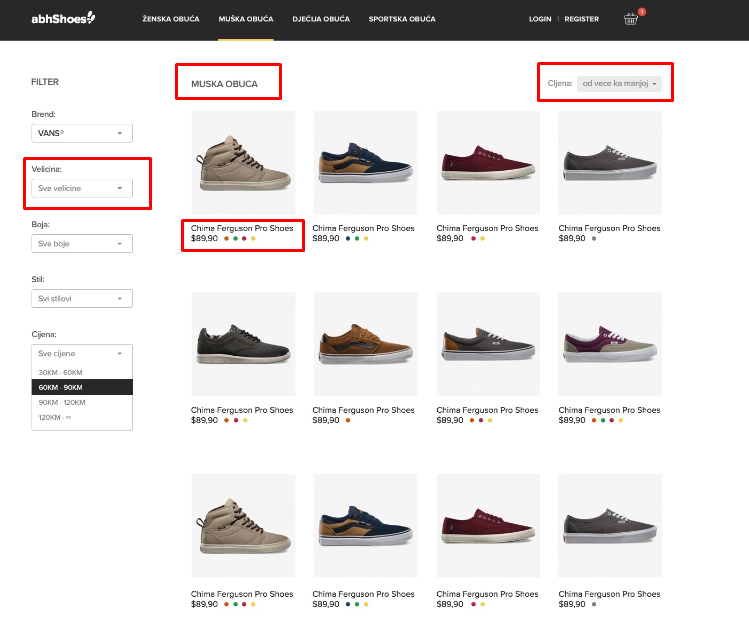 abhShoes
ŽENSKA OBUĆA MUŠKA OBUĆA DJEĆIJA OBUĆA SPORTSKA OBUĆA LOGIN | REGISTER 1
FILTER
MUSKA OBUCA
CIjena: od vece ka manjoj
Brend:
VANS®
Velicina:
Sve velicine
Boja:
Sve boje
Stil:
Svi stilovi
Cijena:
Sve cijene
30KM - 60KM
60KM - 90KM
90KM - 120KM
120KM - ∞
Chima Ferguson Pro Shoes Chima Ferguson Pro Shoes Chima Ferguson Pro Shoes Chima Ferguson Pro Shoes
$89,90 $89,90 $89,90 $89,90
Chima Ferguson Pro Shoes Chima Ferguson Pro Shoes Chima Ferguson Pro Shoes Chima Ferguson Pro Shoes
$89,90 $89,90 $89,90 $89,90
Chima Ferguson Pro Shoes Chima Ferguson Pro Shoes Chima Ferguson Pro Shoes Chima Ferguson Pro Shoes
$89,90 $89,90 $89,90 $89,90